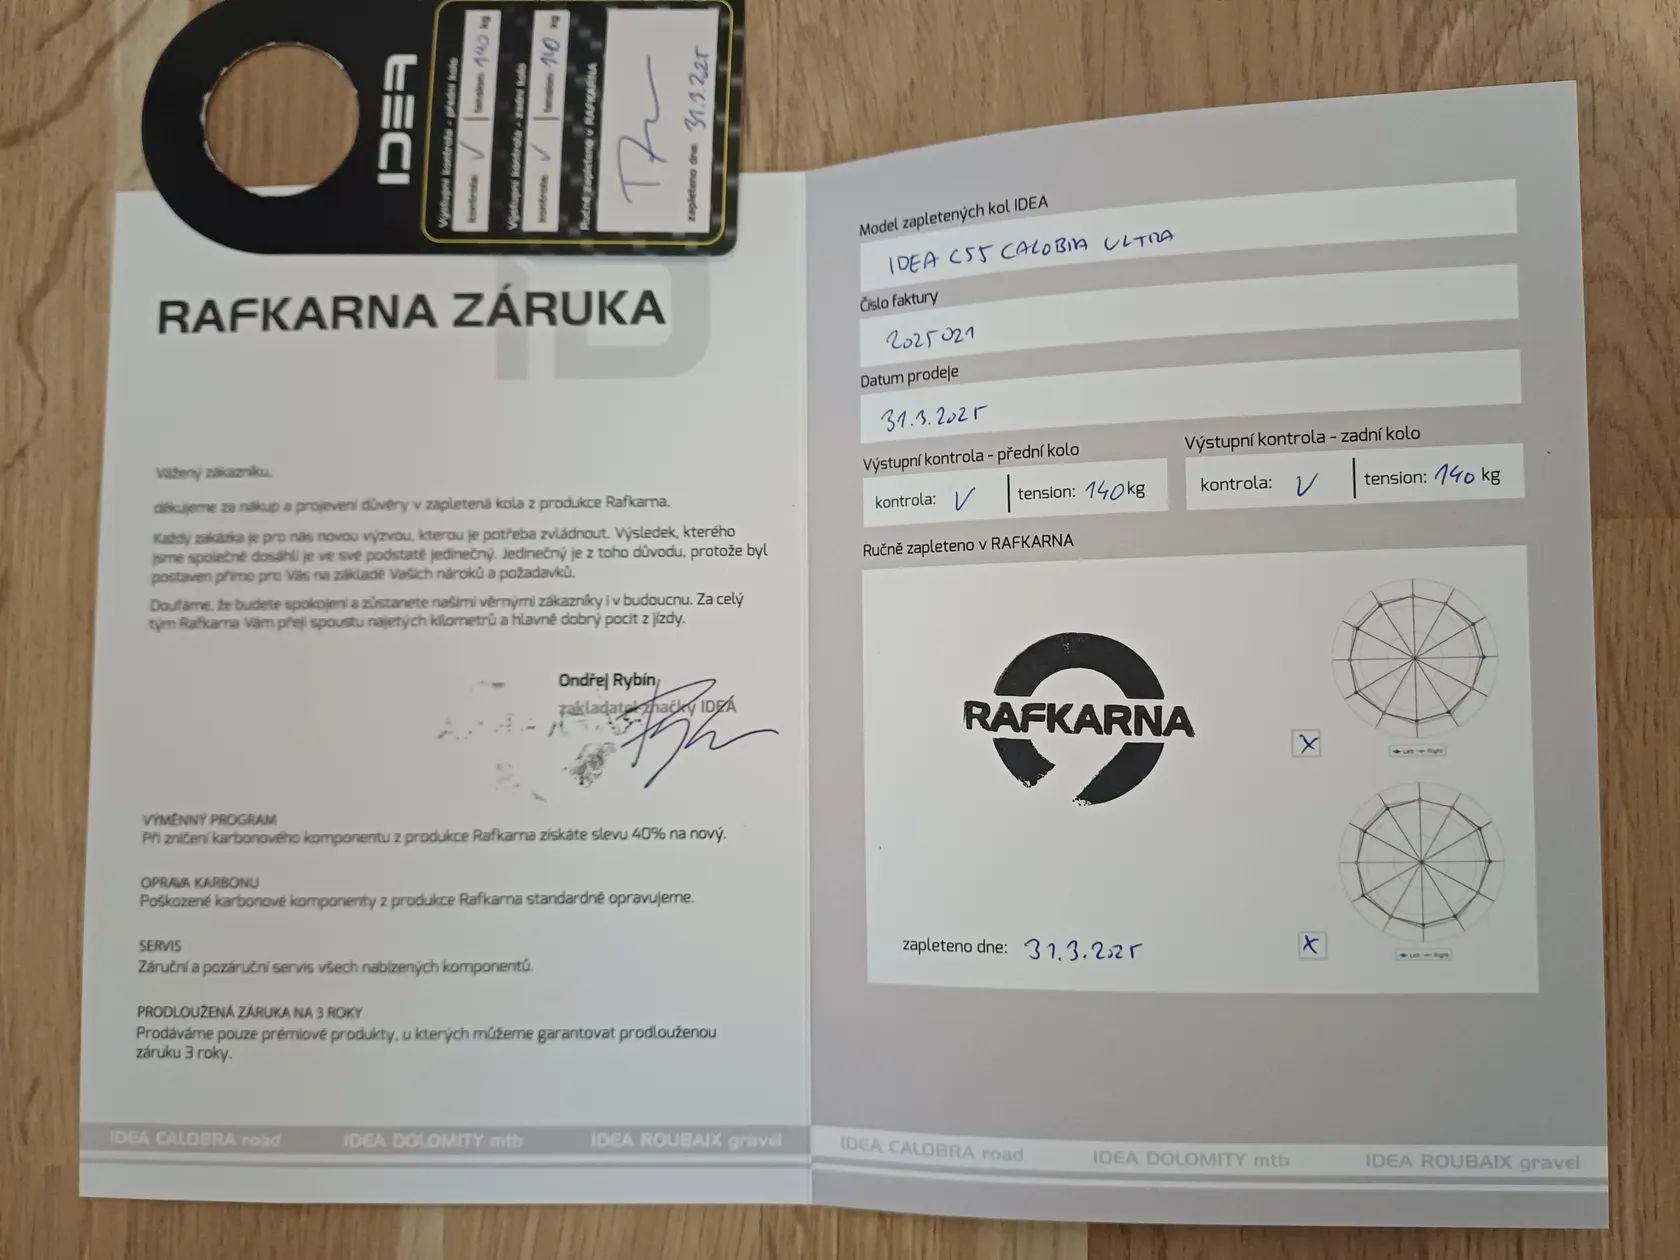 IDEA
Výstupní kontrola - přední kolo
kontrola: V | tension: 140 kg
Výstupní kontrola - zadní kolo
kontrola: V | tension: 140 kg
Ručně zapleteno v RAFKARNA
zapleteno dne: 31.3.2025
RAFKARNA ZÁRUKA
Vážený zákazníku,
děkujeme za nákup a projevení důvěry v zapletená kola z produkce Rafkarna.
Každý zakázka je pro nás novou výzvou, kterou je potřeba zvládnout. Výsledek, kterého
jsme společně dosáhli je ve své podstatě jedinečný. Jedinečný je z toho důvodu, protože byl
postaven přímo pro Vás na základě Vašich nároků a požadavků.
Doufáme, že budete spokojeni a zůstanete našimi věrnými zákazníky i v budoucnu. Za celý
tým Rafkarna Vám přeji spoustu najetých kilometrů a hlavně dobrý pocit z jízdy.
Ondřej Rybín,
zakladatel značky IDEA
VÝMĚNNÝ PROGRAM
Při zničení karbonového komponentu z produkce Rafkarna získáte slevu 40% na nový.
OPRAVA KARBONU
Poškozené karbonové komponenty z produkce Rafkarna standardně opravujeme.
SERVIS
Záruční a pozáruční servis všech nabízených komponentů.
PRODLOUŽENÁ ZÁRUKA NA 3 ROKY
Prodáváme pouze prémiové produkty, u kterých můžeme garantovat prodlouženou
záruku 3 roky.
IDEA CALOBRA road IDEA DOLOMITY mtb IDEA ROUBAIX gravel
Model zapletených kol IDEA
IDEA C55 CALOBRA ULTRA
Číslo faktury
2025021
Datum prodeje
31.3.2025
Výstupní kontrola - přední kolo
kontrola: V | tension: 140 kg
Výstupní kontrola - zadní kolo
kontrola: V | tension: 140 kg
Ručně zapleteno v RAFKARNA
RAFKARNA
X
Left Right
X
Left Right
zapleteno dne: 31.3.2025
IDEA CALOBRA road IDEA DOLOMITY mtb IDEA ROUBAIX gravel